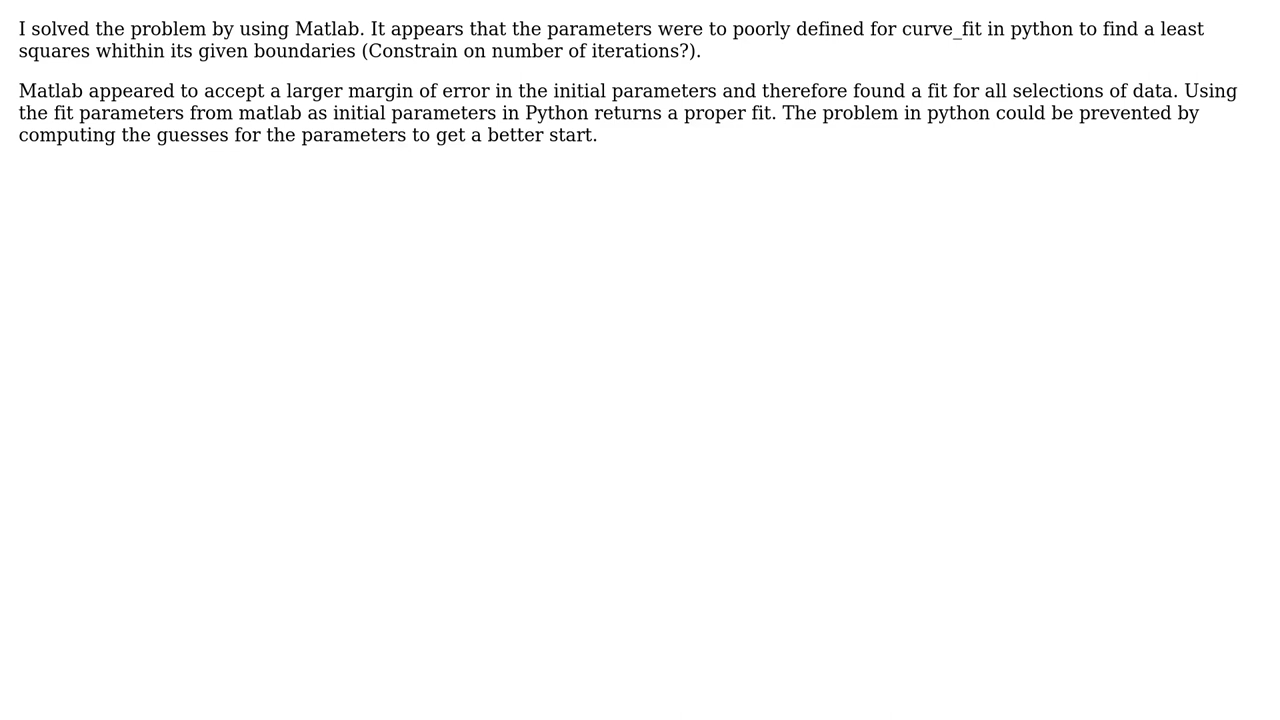 I solved the problem by using Matlab. It appears that the parameters were to poorly defined for curve_fit in python to find a least
squares whithin its given boundaries (Constrain on number of iterations?).
Matlab appeared to accept a larger margin of error in the initial parameters and therefore found a fit for all selections of data. Using
the fit parameters from matlab as initial parameters in Python returns a proper fit. The problem in python could be prevented by
computing the guesses for the parameters to get a better start.